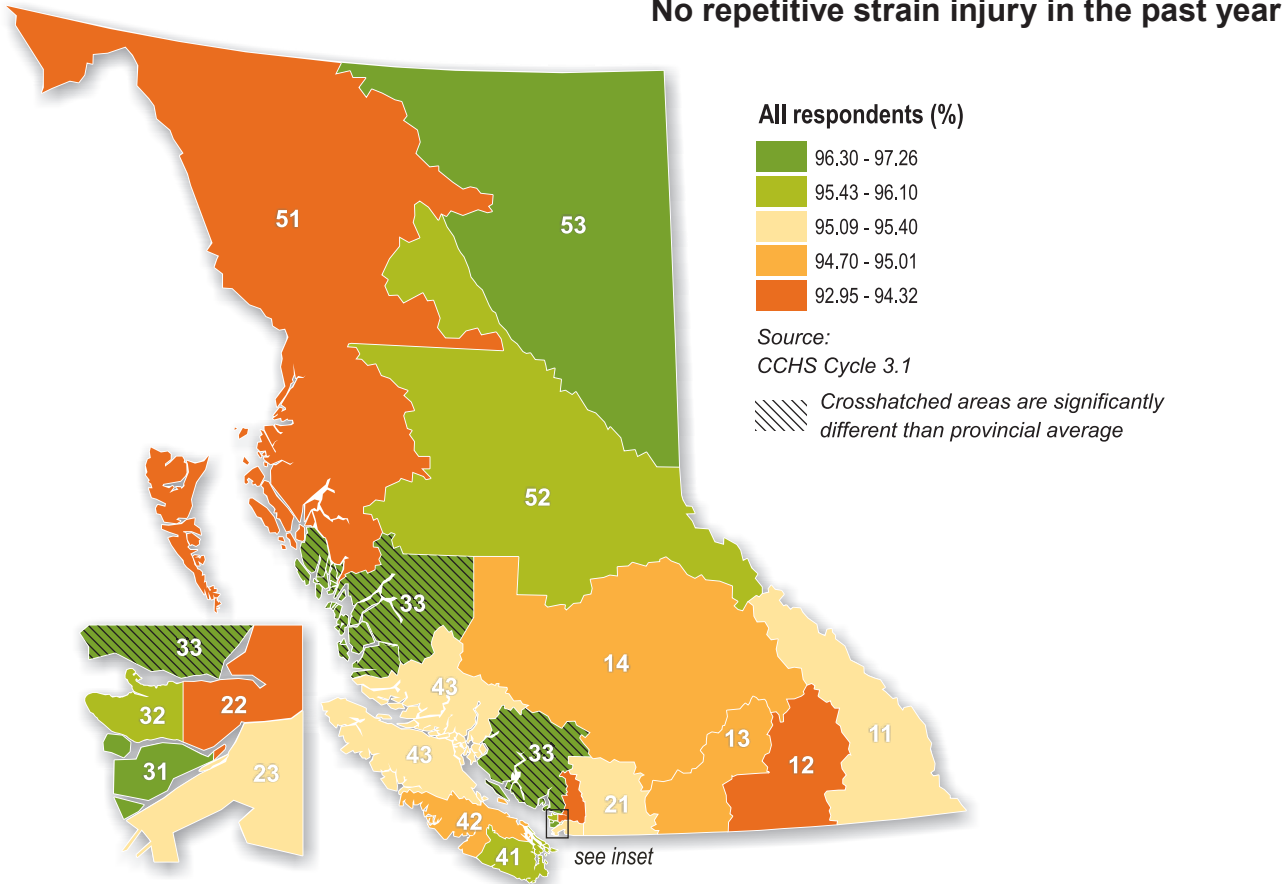 No repetitive strain injury in the past year
All respondents (%)
96.30 - 97.26
95.43 - 96.10
95.09 - 95.40
94.70 - 95.01
92.95 - 94.32
Source:
CCHS Cycle 3.1
Crosshatched areas are significantly
different than provincial average
51
53
52
33
14
43
43
33
13
12
11
21
42
41
see inset
33
32
22
31
23